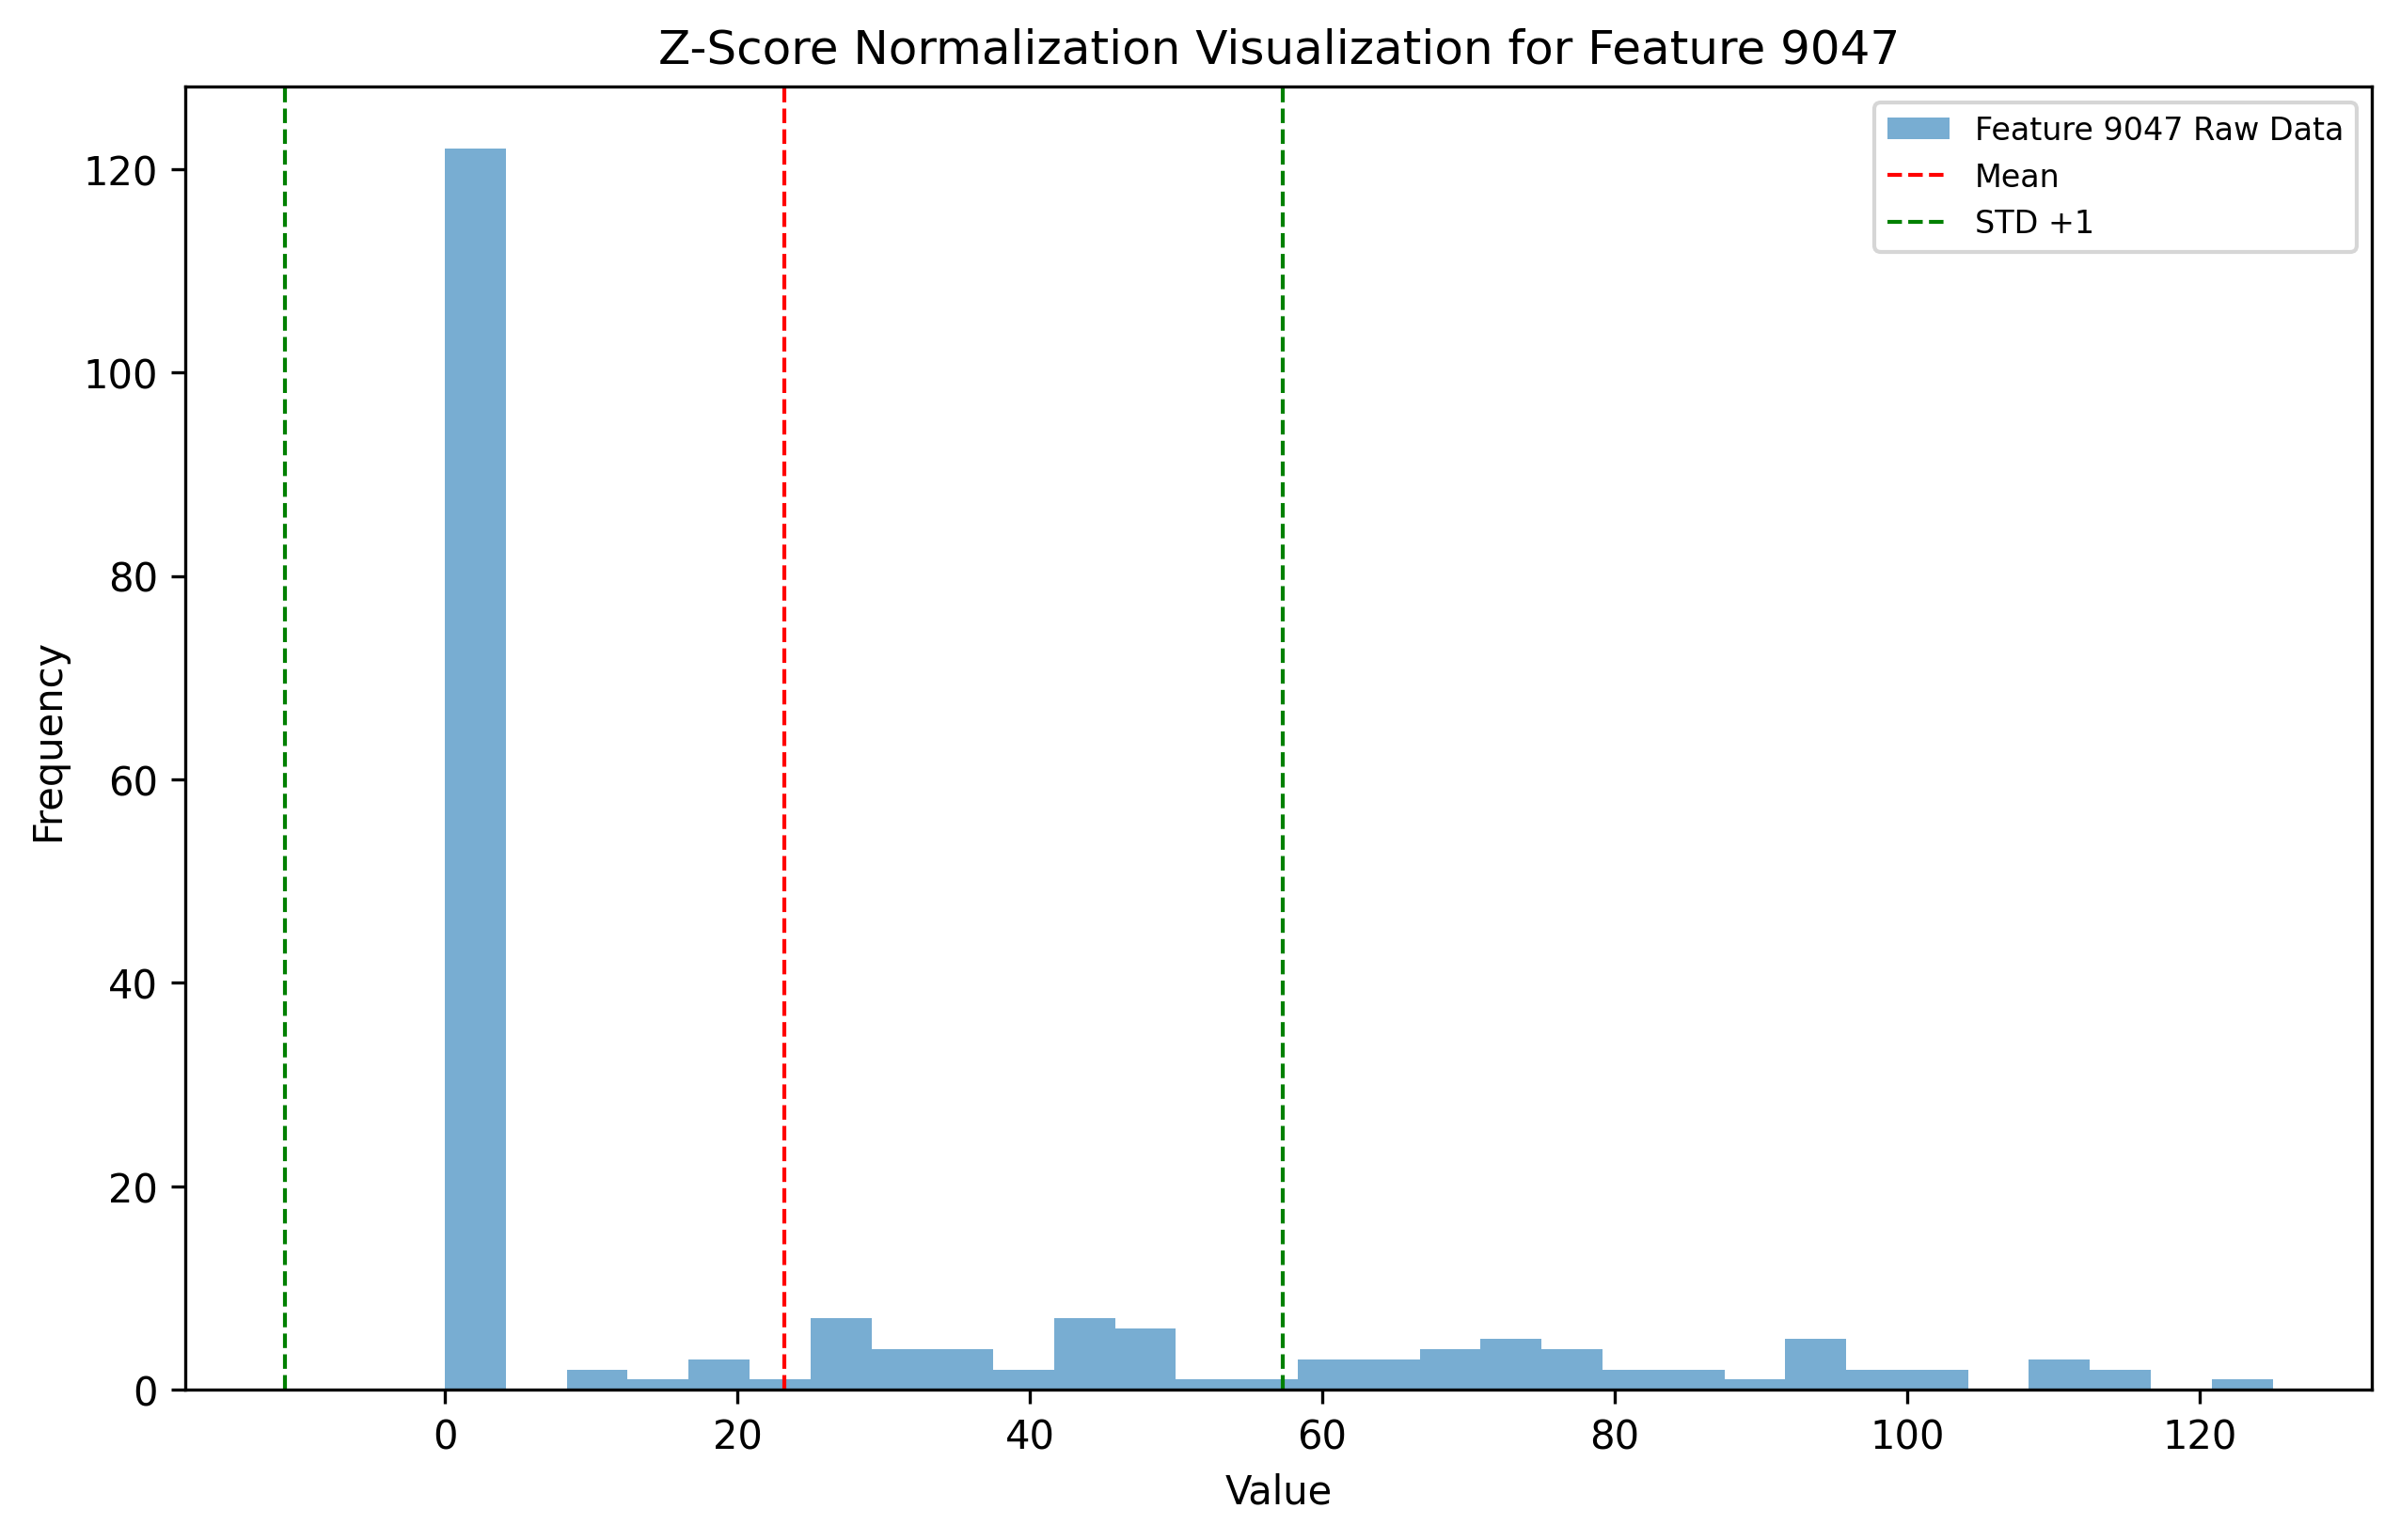 Z-Score Normalization Visualization for Feature 9047
Feature 9047 Raw Data
Mean
STD +1
120
100
80
60
40
20
0
Frequency
0 20 40 60 80 100 120
Value